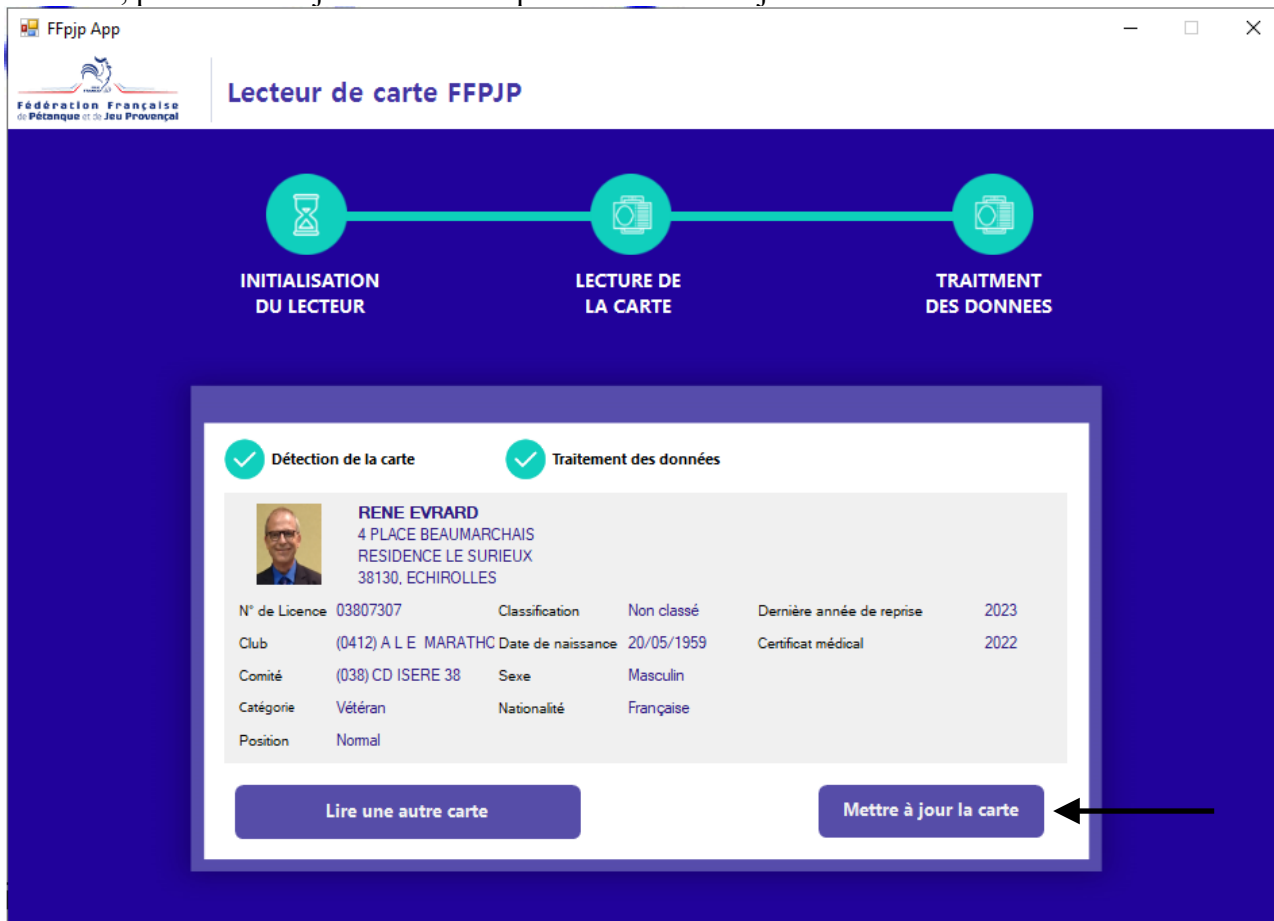 FFpjp App
Fédération Française
de Pétanque et de Jeu Provençal
Lecteur de carte FFPJP
INITIALISATION
DU LECTEUR
LECTURE DE
LA CARTE
TRAITMENT
DES DONNEES
Détection de la carte
Traitement des données
RENE EVRARD
4 PLACE BEAUMARCHAIS
RESIDENCE LE SURIEUX
38130, ECHIROLLES
N° de Licence 03807307 Classification Non classé Dernière année de reprise 2023
Club (0412) A L E MARATHC Date de naissance 20/05/1959 Certificat médical 2022
Comité (038) CD ISERE 38 Sexe Masculin
Catégorie Vétéran Nationalité Française
Position Normal
Lire une autre carte
Mettre à jour la carte